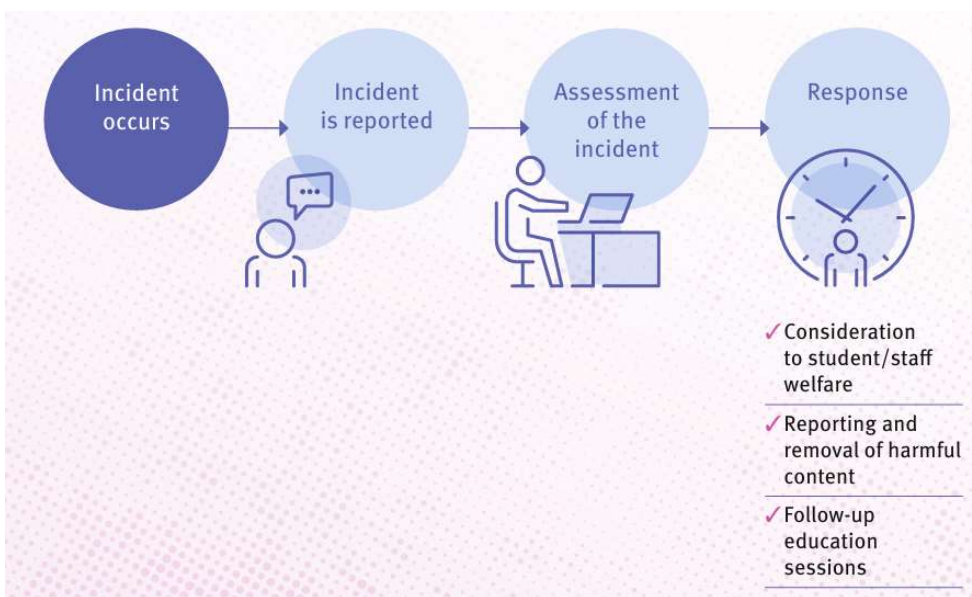 Incident
occurs
Incident
is reported
Assessment
of the
incident
Response
✓Consideration
to student/staff
welfare
✓Reporting and
removal of harmful
content
✓Follow-up
education
sessions